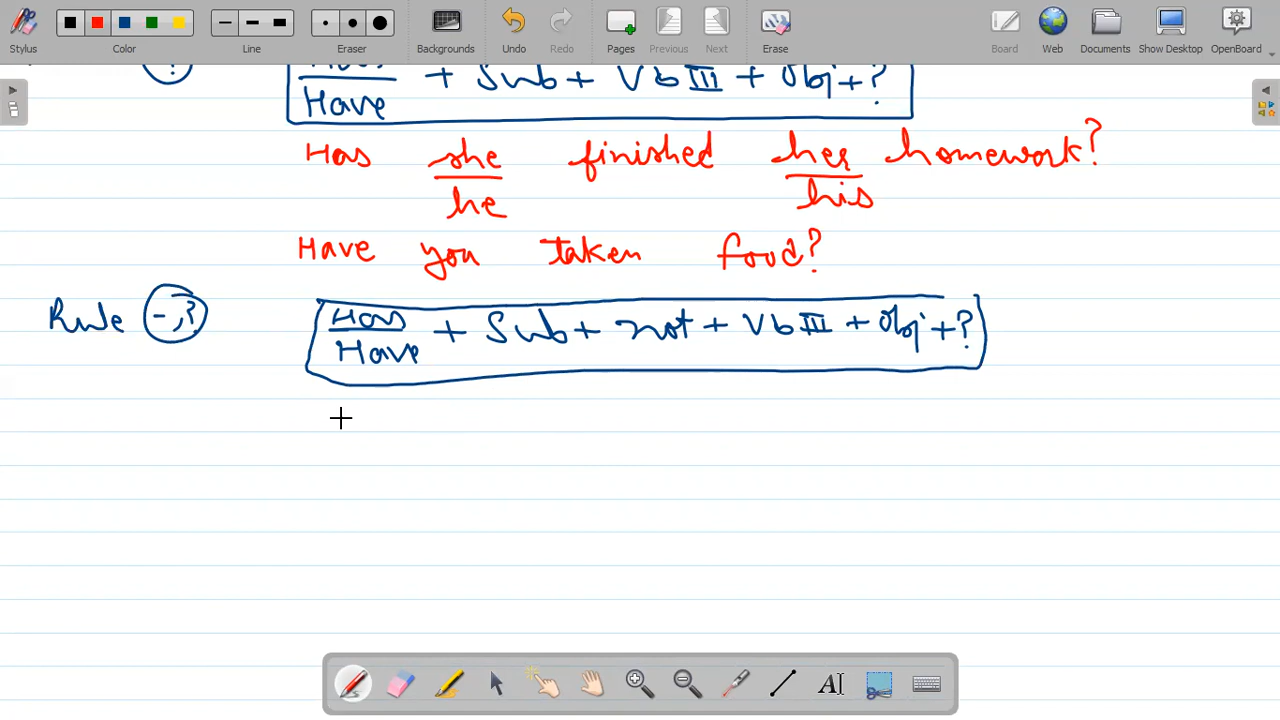 Stylus Color Line Eraser Backgrounds Undo Redo Pages Previous Next Erase Board Web Documents Show Desktop OpenBoard
? Has/Have + Sub + Vb III + Obj + ?
Has she/he finished her/his homework?
Have you taken food?
Rule -,? Has/Have + Sub + not + Vb III + Obj + ?